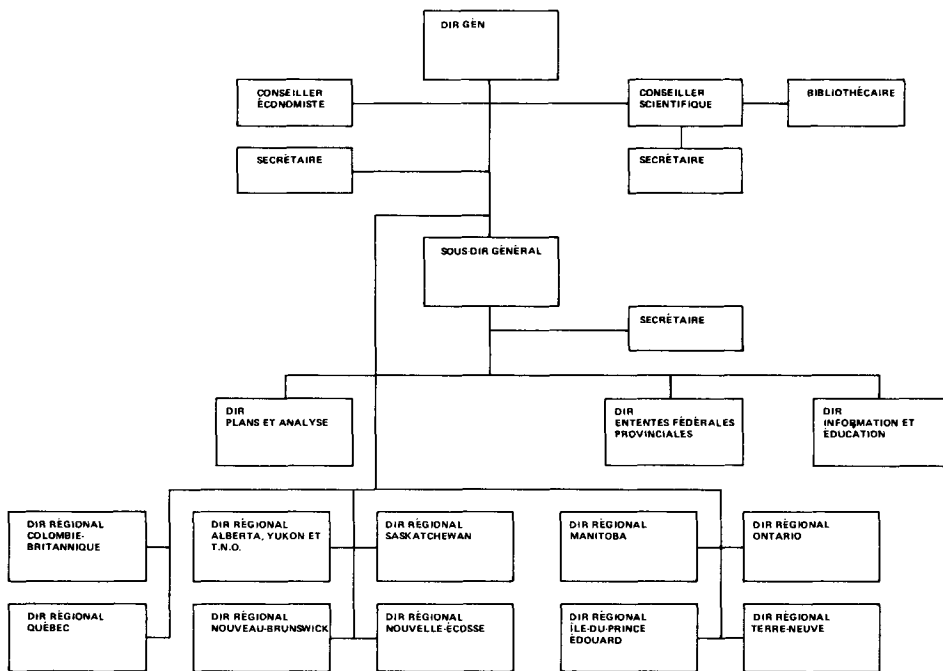 DIR GÉN
CONSEILLER
ÉCONOMISTE
CONSEILLER
SCIENTIFIQUE
BIBLIOTHÉCAIRE
SECRÉTAIRE
SECRÉTAIRE
SOUS-DIR GÉNÉRAL
SECRÉTAIRE
DIR
PLANS ET ANALYSE
DIR
ENTENTES FÉDÉRALES
PROVINCIALES
DIR
INFORMATION ET
ÉDUCATION
DIR RÉGIONAL
COLOMBIE-
BRITANNIQUE
DIR RÉGIONAL
ALBERTA, YUKON ET
T.N.O.
DIR RÉGIONAL
SASKATCHEWAN
DIR RÉGIONAL
MANITOBA
DIR RÉGIONAL
ONTARIO
DIR RÉGIONAL
QUÉBEC
DIR RÉGIONAL
NOUVEAU-BRUNSWICK
DIR RÉGIONAL
NOUVELLE-ÉCOSSE
DIR RÉGIONAL
ÎLE-DU-PRINCE
ÉDOUARD
DIR RÉGIONAL
TERRE-NEUVE